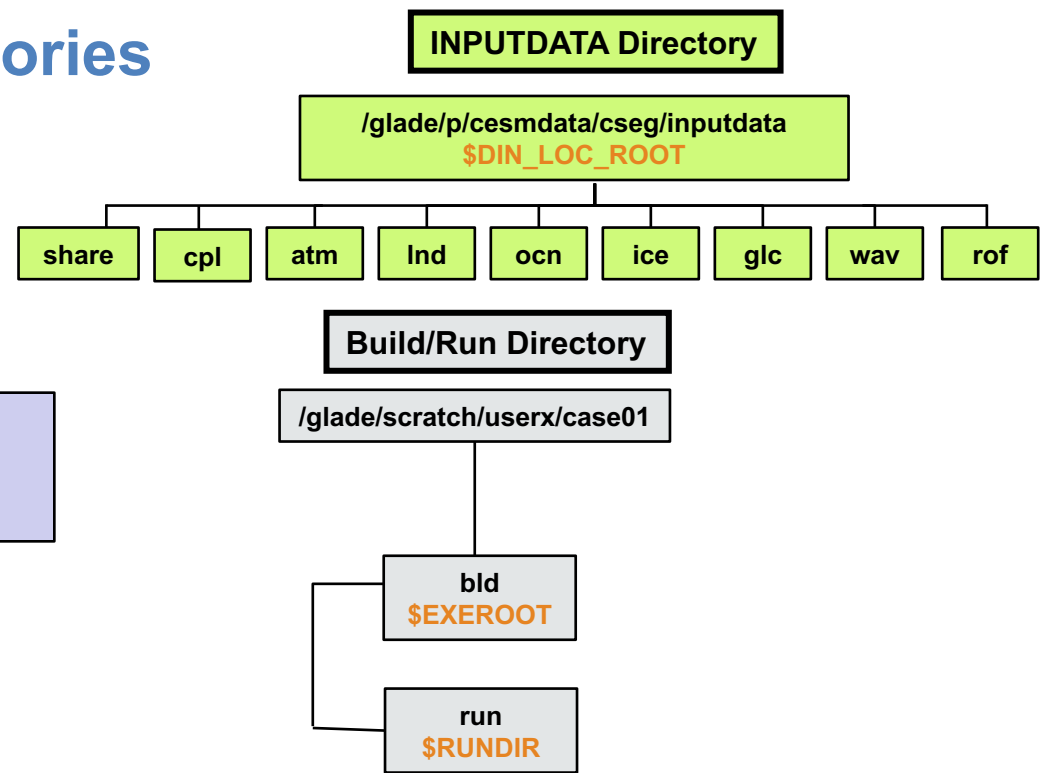 ories
INPUTDATA Directory
/glade/p/cesmdata/cseg/inputdata
$DIN_LOC_ROOT
share cpl atm lnd ocn ice glc wav rof
Build/Run Directory
/glade/scratch/userx/case01
bld
$EXEROOT
run
$RUNDIR